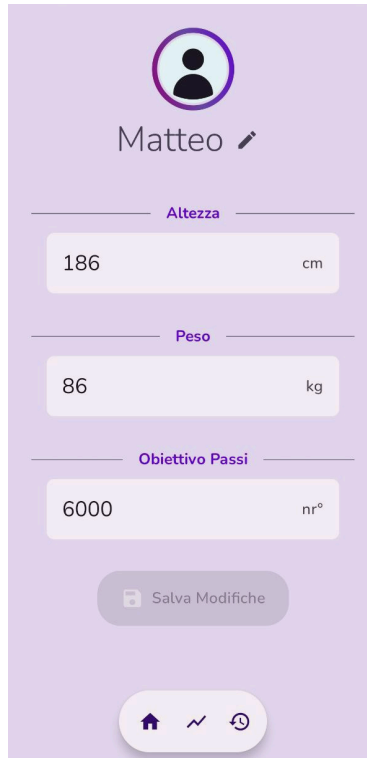 Matteo
Altezza
186 cm
Peso
86 kg
Obiettivo Passi
6000 nr°
Salva Modifiche